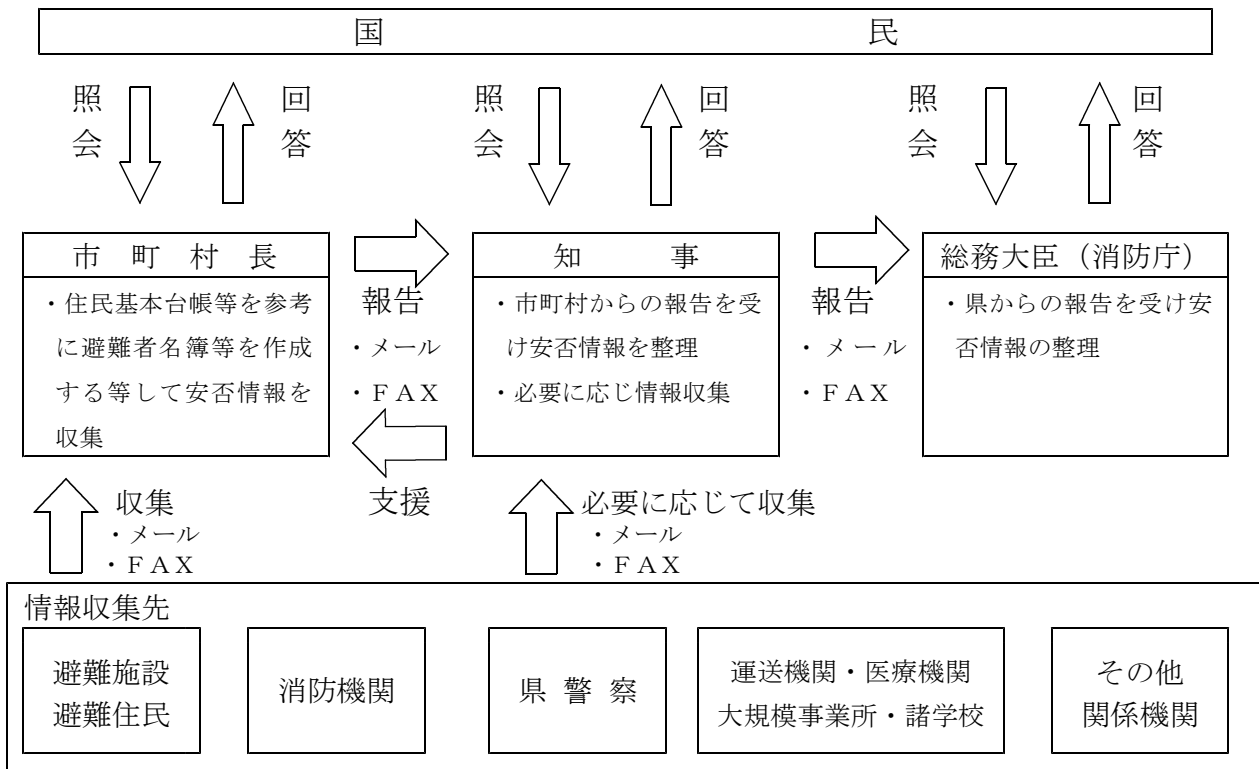 国 民
照会
回答
照会
回答
照会
回答
市 町 村 長
・住民基本台帳等を参考
に避難者名簿等を作成
する等して安否情報を
収集
報告
・メール
・ＦＡＸ
支援
知 事
・市町村からの報告を受
け安否情報を整理
・必要に応じ情報収集
報告
・メール
・ＦＡＸ
総務大臣（消防庁）
・県からの報告を受け安
否情報の整理
収集
・メール
・ＦＡＸ
必要に応じて収集
・メール
・ＦＡＸ
情報収集先
避難施設
避難住民
消防機関
県 警 察
運送機関・医療機関
大規模事業所・諸学校
その他
関係機関